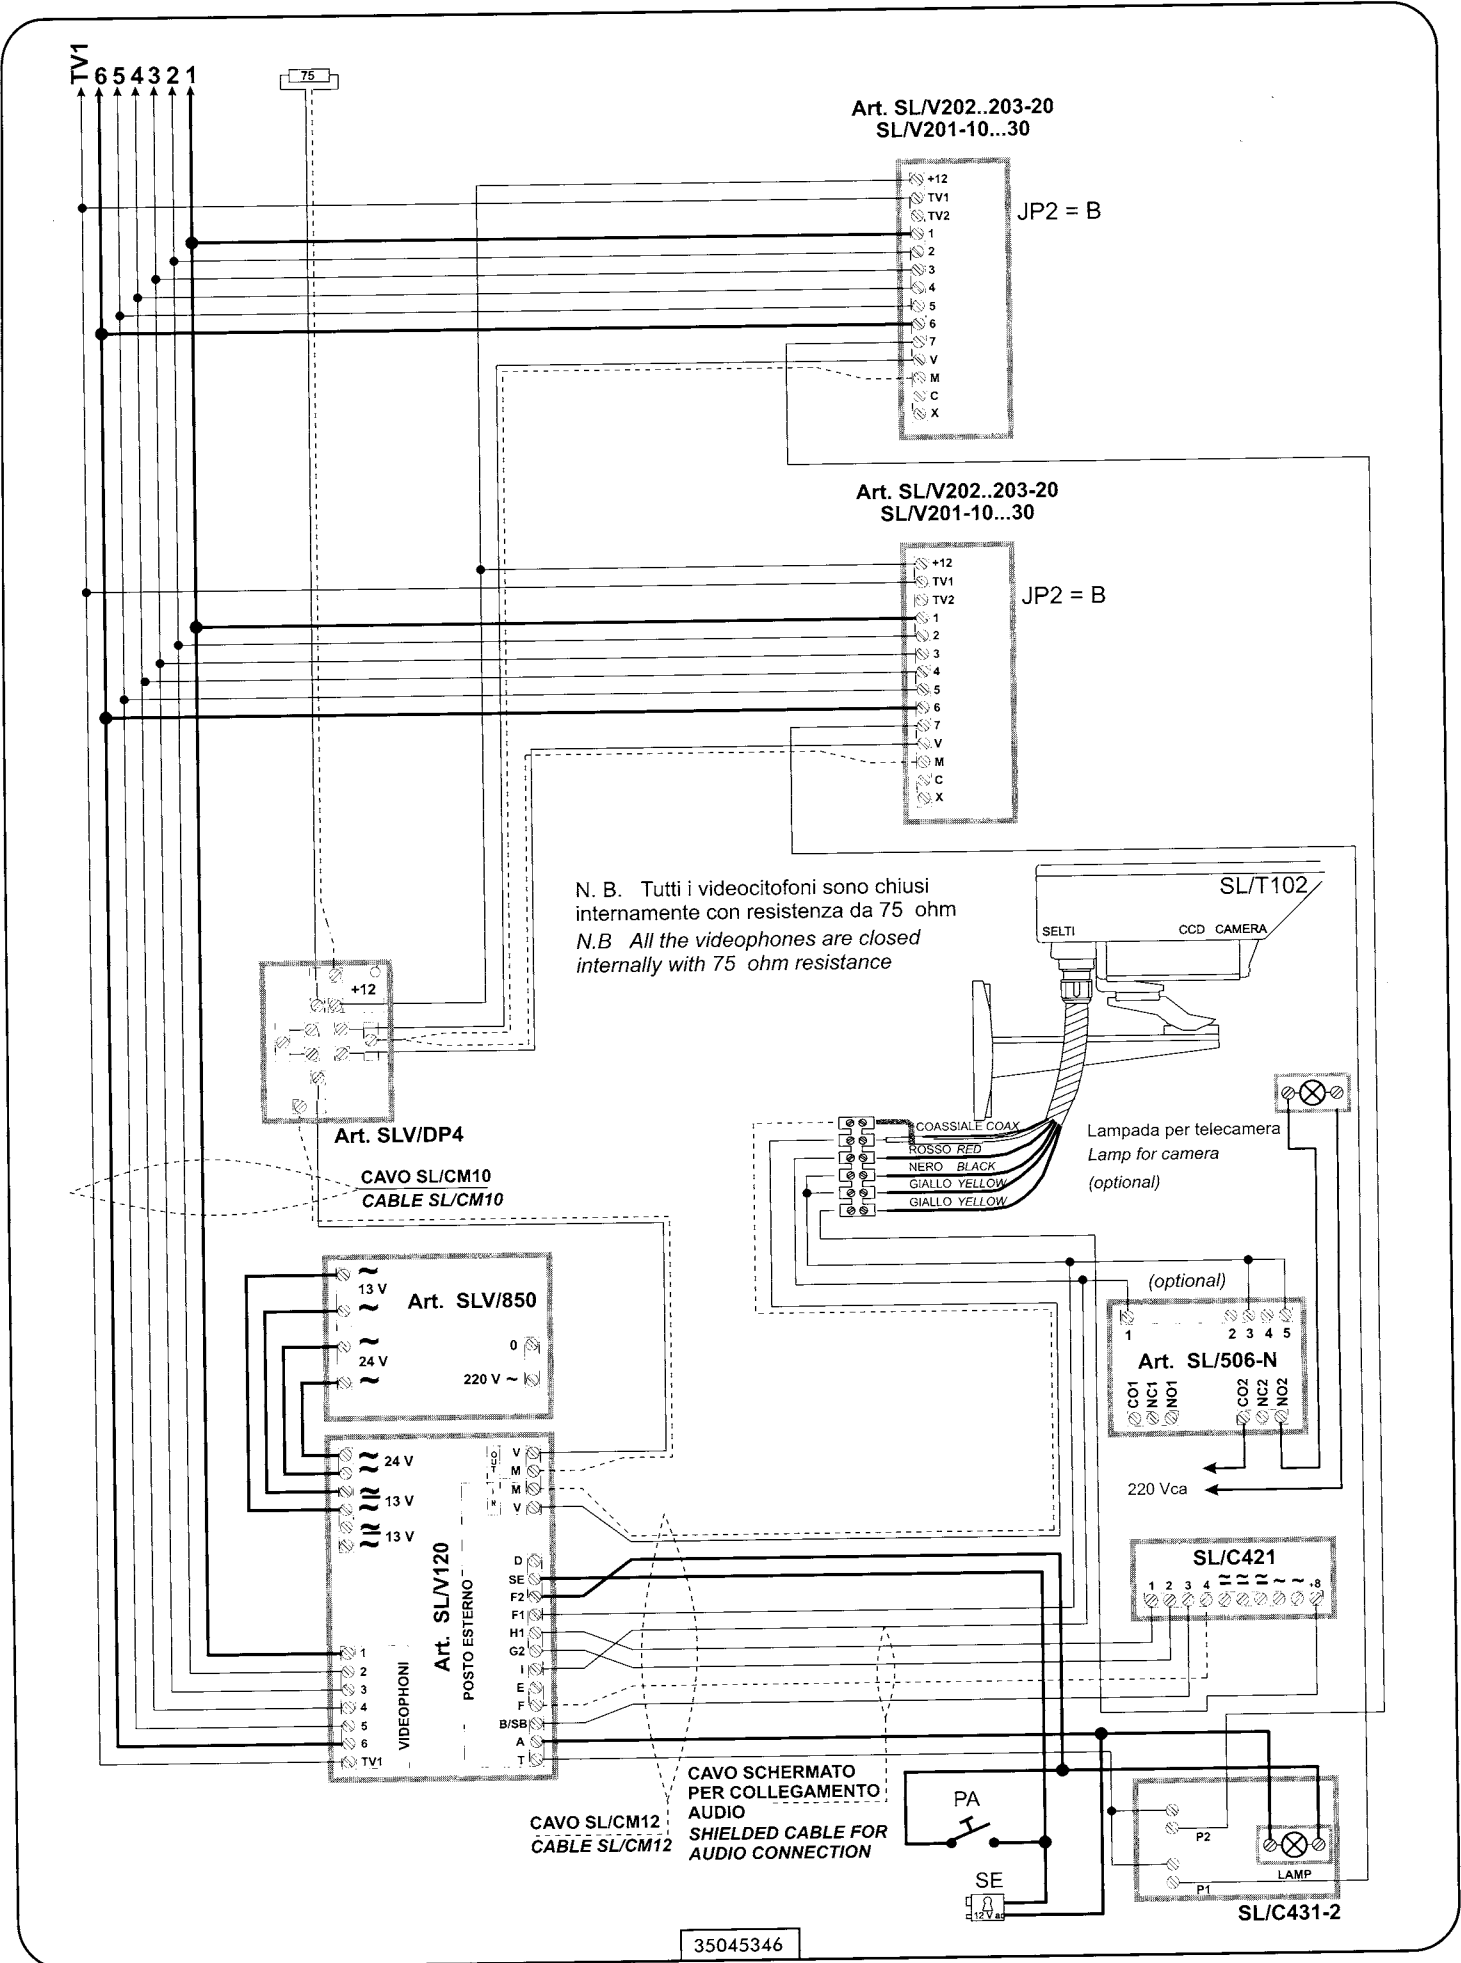 TV1
6 5 4 3 2 1
75
Art. SL/V202..203-20
SL/V201-10...30
+12
TV1
TV2
1
2
3
4
5
6
7
V
M
C
X
JP2 = B
Art. SL/V202..203-20
SL/V201-10...30
+12
TV1
TV2
1
2
3
4
5
6
7
V
M
C
X
JP2 = B
N. B. Tutti i videocitofoni sono chiusi
internamente con resistenza da 75 ohm
N.B All the videophones are closed
internally with 75 ohm resistance
SL/T102
SELTI
CCD CAMERA
+12
Art. SLV/DP4
CAVO SL/CM10
CABLE SL/CM10
COASSIALE COAX
ROSSO RED
NERO BLACK
GIALLO YELLOW
GIALLO YELLOW
Lampada per telecamera
Lamp for camera
(optional)
Art. SLV/850
~
13 V
~
~
24 V
~
0
220 V ~
(optional)
1 2 3 4 5
Art. SL/506-N
CO1 NC1 NO1 CO2 NC2 NO2
220 Vca
Art. SL/V120
24 V
13 V
13 V
OUT
V
M
M
V
POSTO ESTERNO
D
SE
F2
F1
H1
G2
I
E
F
B/SB
A
T
VIDEOPHONI
1
2
3
4
5
6
TV1
SL/C421
1 2 3 4 +8
CAVO SCHERMATO
PER COLLEGAMENTO
AUDIO
SHIELDED CABLE FOR
AUDIO CONNECTION
CAVO SL/CM12
CABLE SL/CM12
PA
SE
12 V a
P2
P1
LAMP
SL/C431-2
35045346